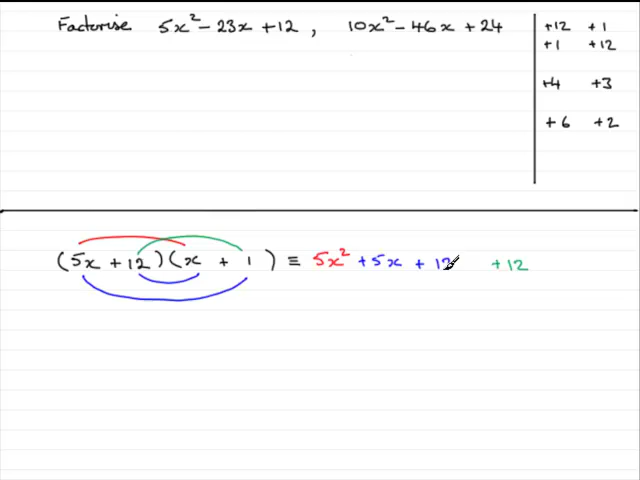 Factorise 5x² − 23x + 12 , 10x² − 46x + 24
+12 +1
+1 +12
+4 +3
+6 +2
(5x + 12)(x + 1) ≡ 5x² + 5x + 12 + 12